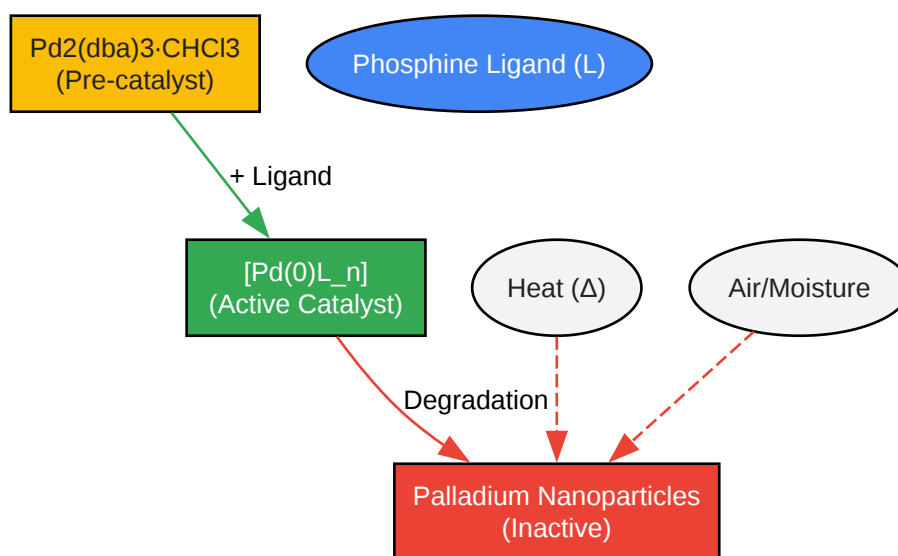 Pd2(dba)3·CHCl3
(Pre-catalyst)
Phosphine Ligand (L)
+ Ligand
[Pd(0)L_n]
(Active Catalyst)
Heat (Δ)
Air/Moisture
Degradation
Palladium Nanoparticles
(Inactive)